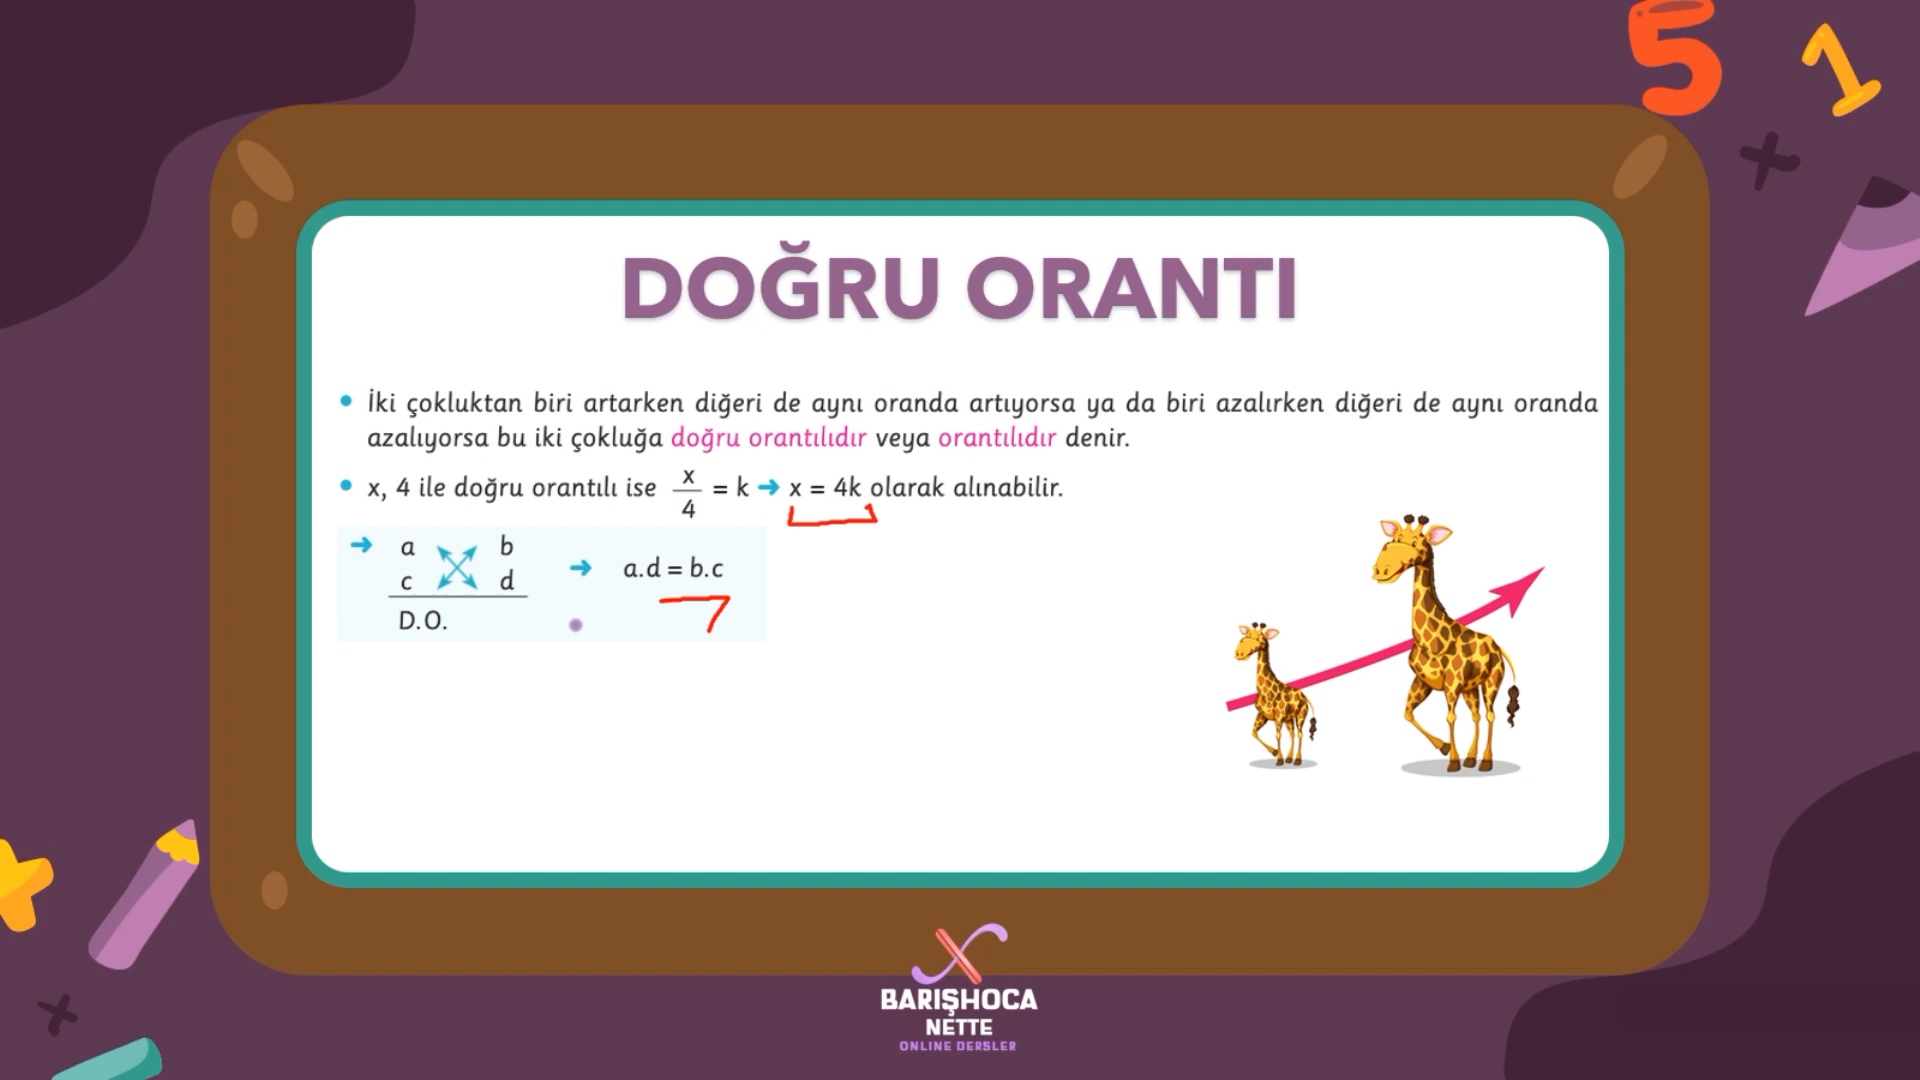 5 1
DOĞRU ORANTI
• İki çokluktan biri artarken diğeri de aynı oranda artıyorsa ya da biri azalırken diğeri de aynı oranda
azalıyorsa bu iki çokluğa doğru orantılıdır veya orantılıdır denir.
• x, 4 ile doğru orantılı ise x/4 = k ➜ x = 4k olarak alınabilir.
➜ a b
c d
➜ a.d = b.c
D.O.
BARIŞHOCA
NETTE
ONLINE DERSLER